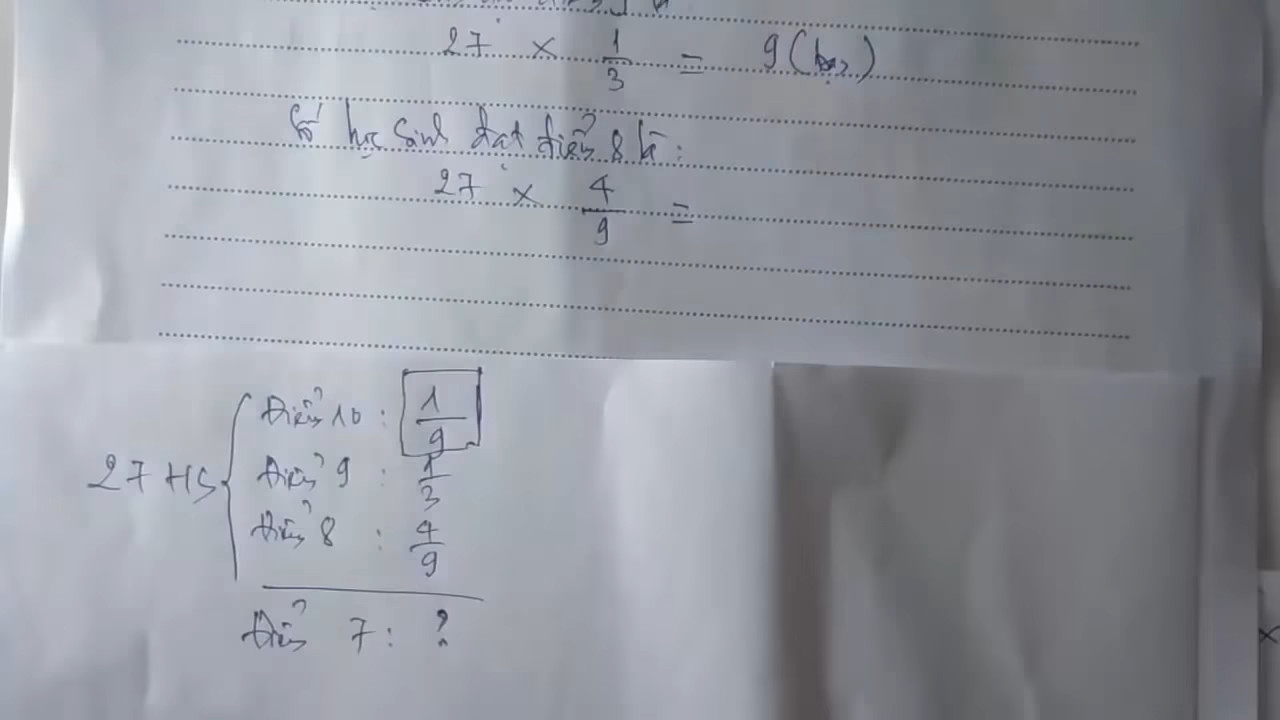 27 × 1/3 = 9 (bạn)
Số học sinh đạt điểm 8 là:
27 × 4/9 =
27 HS
Điểm 10 : 1/9
Điểm 9 : 1/3
Điểm 8 : 4/9
Điểm 7 : ?